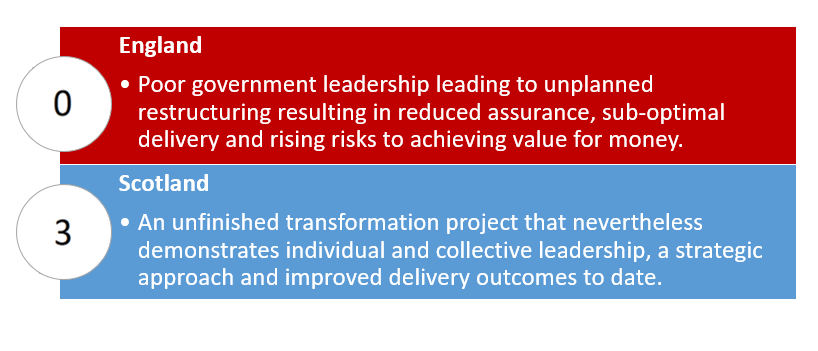 England
0
• Poor government leadership leading to unplanned
restructuring resulting in reduced assurance, sub-optimal
delivery and rising risks to achieving value for money.
Scotland
3
• An unfinished transformation project that nevertheless
demonstrates individual and collective leadership, a strategic
approach and improved delivery outcomes to date.